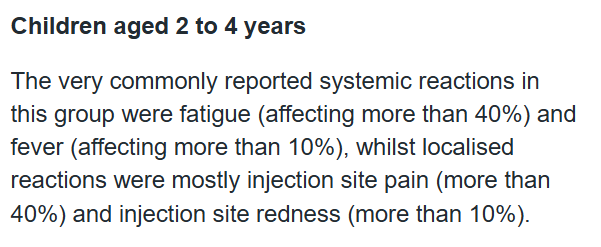 Children aged 2 to 4 years
The very commonly reported systemic reactions in
this group were fatigue (affecting more than 40%) and
fever (affecting more than 10%), whilst localised
reactions were mostly injection site pain (more than
40%) and injection site redness (more than 10%).